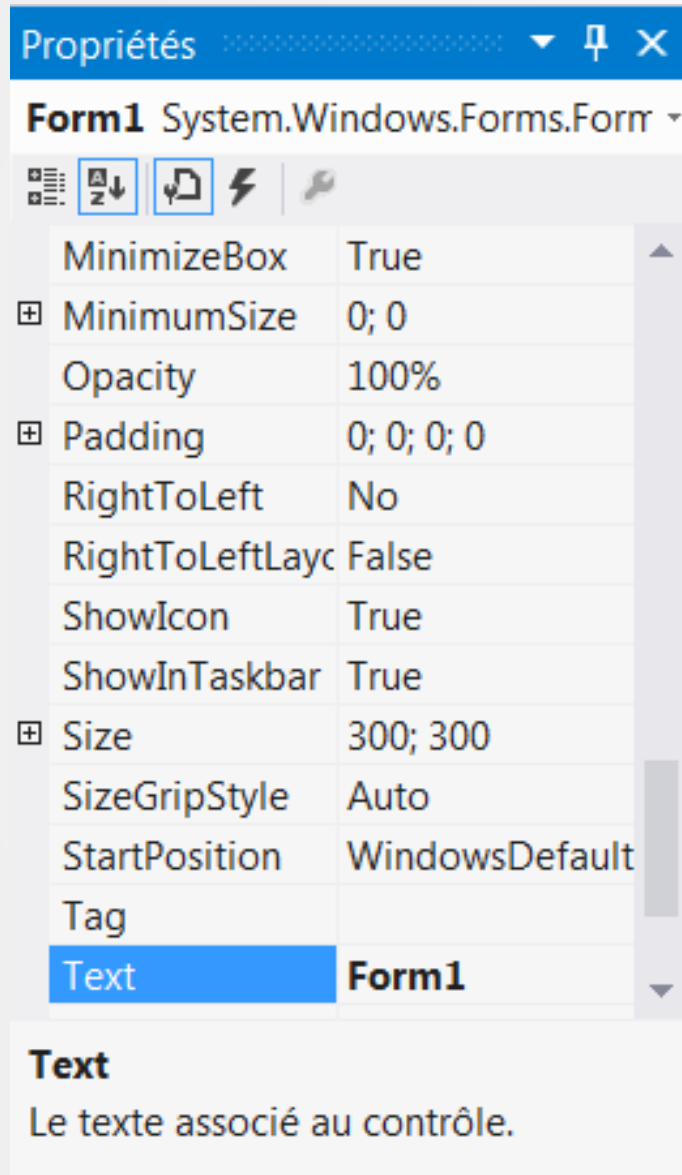 Propriétés
Form1 System.Windows.Forms.Form
MinimizeBox True
MinimumSize 0; 0
Opacity 100%
Padding 0; 0; 0; 0
RightToLeft No
RightToLeftLayo False
ShowIcon True
ShowInTaskbar True
Size 300; 300
SizeGripStyle Auto
StartPosition WindowsDefault
Tag
Text Form1
Text
Le texte associé au contrôle.